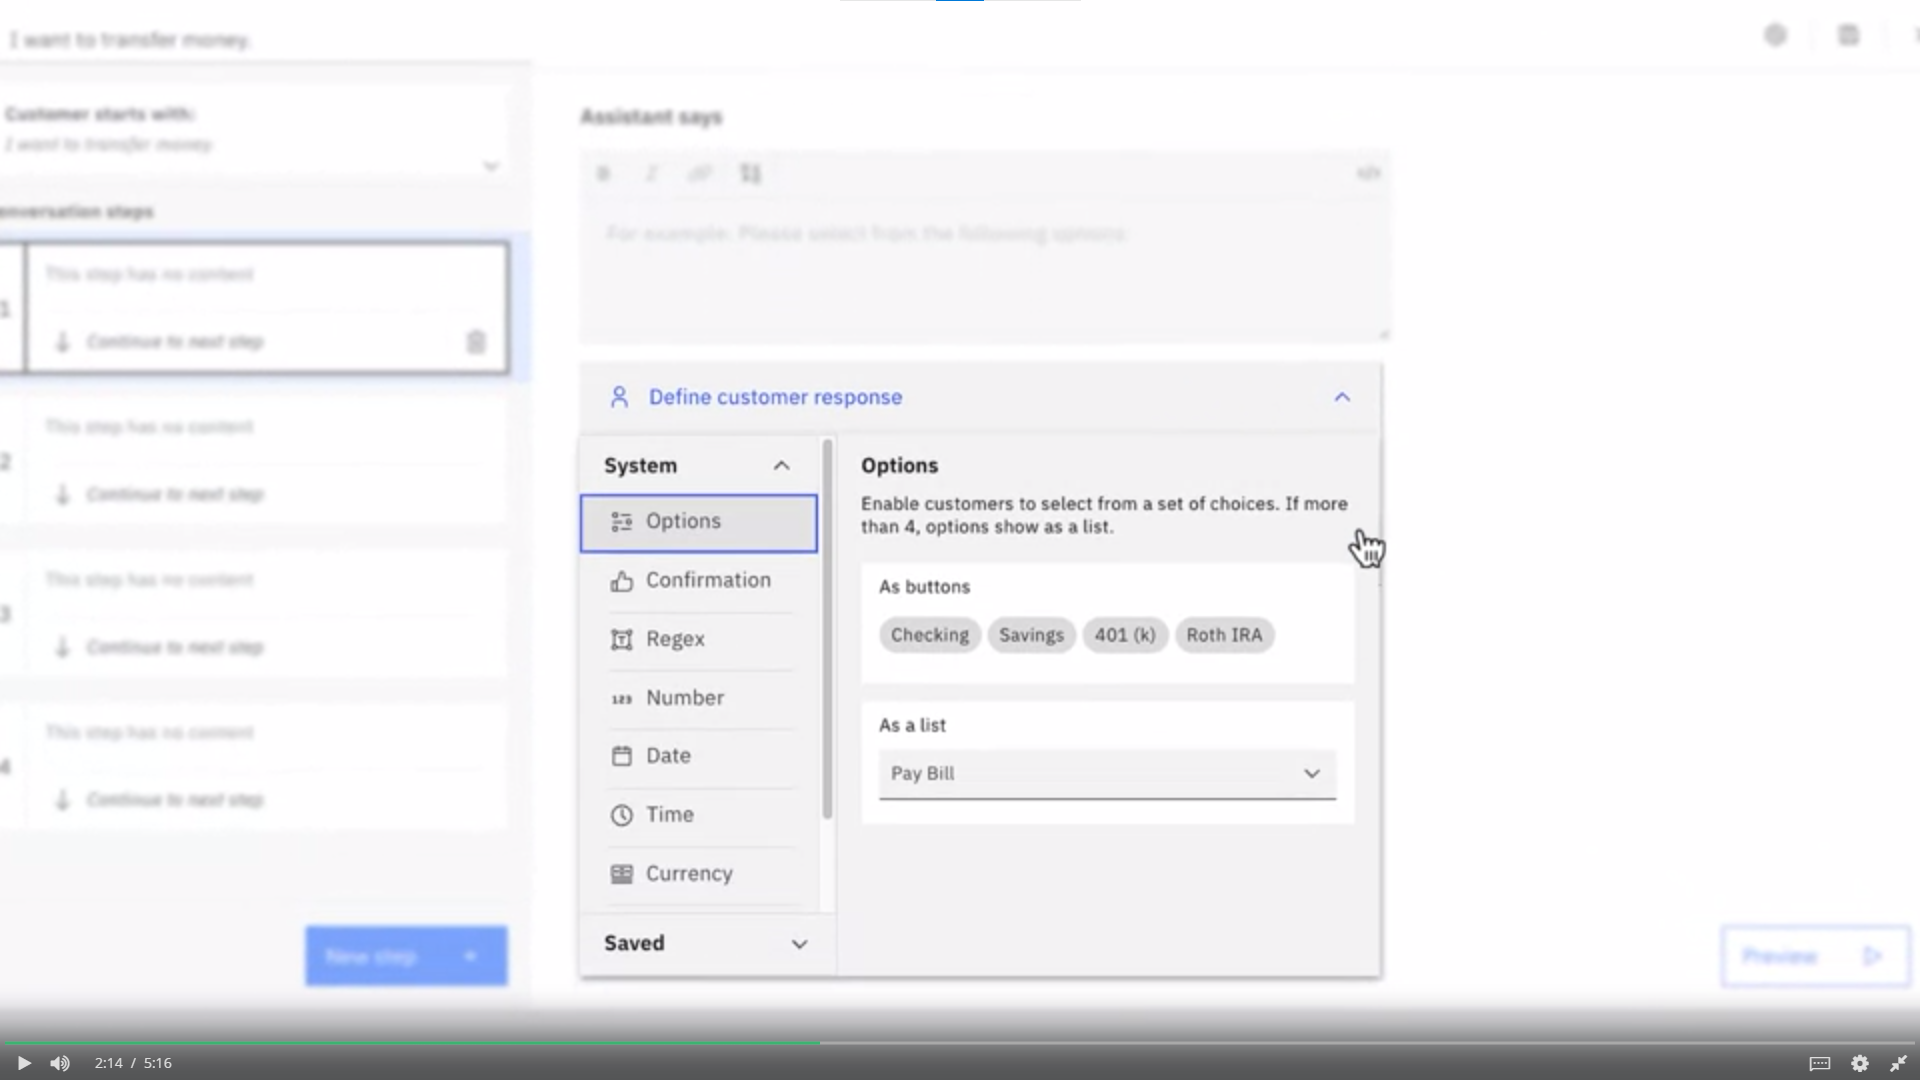 I want to transfer money.
Customer starts with:
I want to transfer money
onversation steps
1
This step has no content
Continue to next step
2
This step has no content
Continue to next step
3
This step has no content
Continue to next step
4
This step has no content
Continue to next step
New step +
Assistant says
B I </>
For example: Please select from the following options:
Define customer response
System
Options
Confirmation
Regex
123 Number
Date
Time
Currency
Saved
Options
Enable customers to select from a set of choices. If more
than 4, options show as a list.
As buttons
Checking Savings 401 (k) Roth IRA
As a list
Pay Bill
Preview
2:14 / 5:16